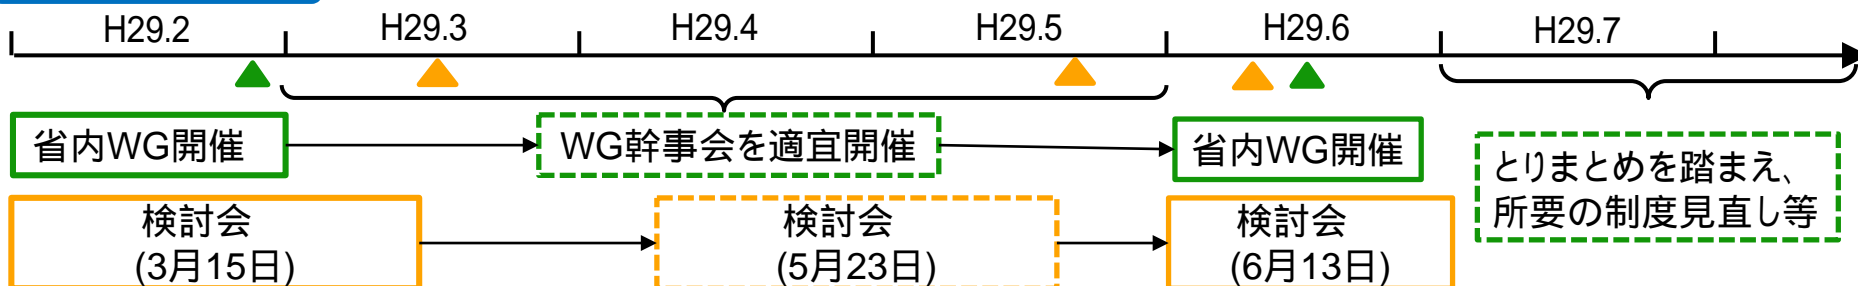 H29.2 H29.3 H29.4 H29.5 H29.6 H29.7
省内WG開催
WG幹事会を適宜開催
省内WG開催
とりまとめを踏まえ、
所要の制度見直し等
検討会
(3月15日)
検討会
(5月23日)
検討会
(6月13日)